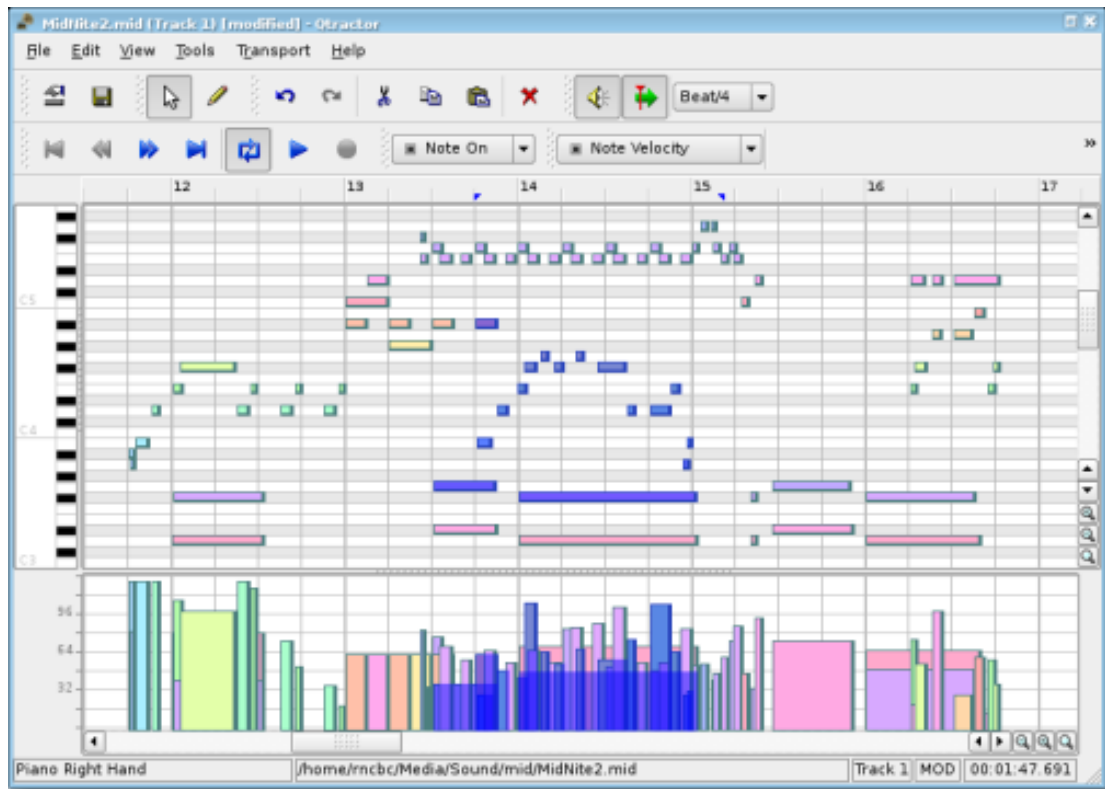 MidNite2.mid (Track 1) [modified] - Qtractor
File Edit View Tools Transport Help
Beat/4
Note On Note Velocity
12 13 14 15 16 17
C5
C4
C3
96
64
32
Piano Right Hand /home/rncbc/Media/Sound/mid/MidNite2.mid Track 1 MOD 00:01:47.691